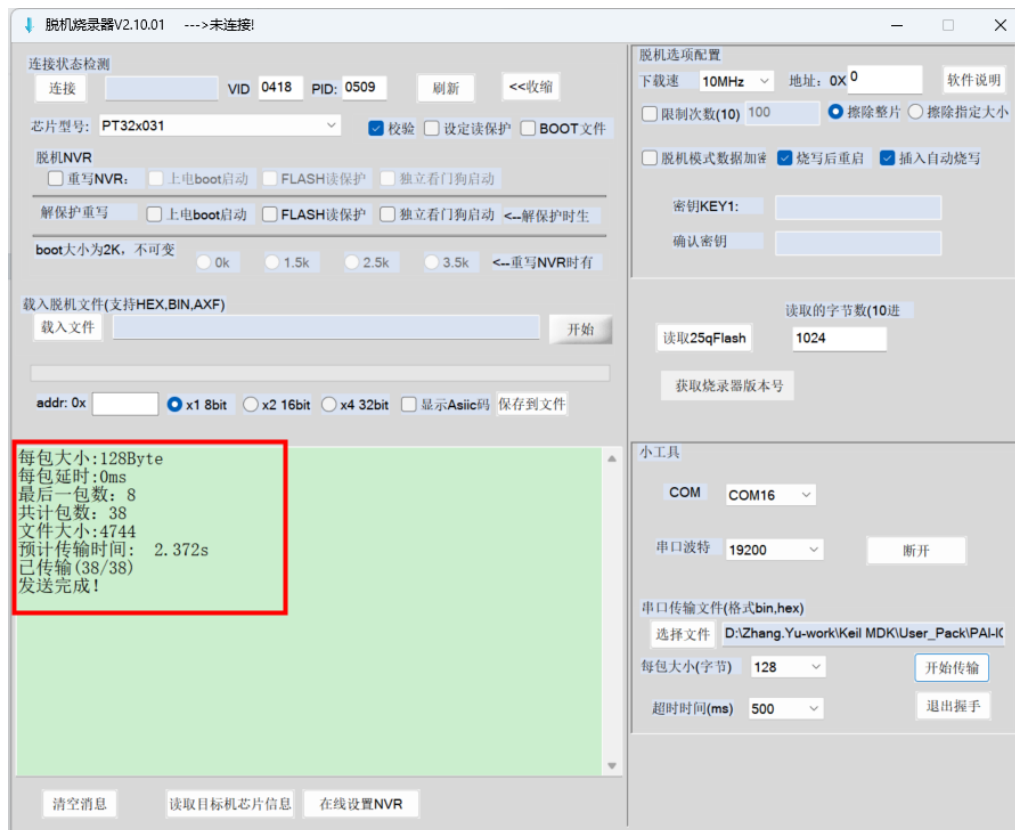 脱机烧录器V2.10.01 --->未连接!
连接状态检测
连接 VID 0418 PID: 0509 刷新 <<收缩
芯片型号: PT32x031 校验 设定读保护 BOOT文件
脱机NVR
重写NVR: 上电boot启动 FLASH读保护 独立看门狗启动
解保护重写 上电boot启动 FLASH读保护 独立看门狗启动 <--解保护时生
boot大小为2K，不可变
0k 1.5k 2.5k 3.5k <--重写NVR时有
载入脱机文件(支持HEX,BIN,AXF)
载入文件 开始
addr: 0x x1 8bit x2 16bit x4 32bit 显示Asiic码 保存到文件
每包大小:128Byte
每包延时:0ms
最后一包数: 8
共计包数: 38
文件大小:4744
预计传输时间: 2.372s
已传输(38/38)
发送完成!
清空消息 读取目标机芯片信息 在线设置NVR
脱机选项配置
下载速 10MHz 地址: 0X 0 软件说明
限制次数(10) 100 擦除整片 擦除指定大小
脱机模式数据加 烧写后重启 插入自动烧写
密钥KEY1:
确认密钥
读取的字节数(10进
读取25qFlash 1024
获取烧录器版本号
小工具
COM COM16
串口波特 19200 断开
串口传输文件(格式bin,hex)
选择文件 D:\Zhang.Yu-work\Keil MDK\User_Pack\PAI-IC
每包大小(字节) 128 开始传输
超时时间(ms) 500 退出握手